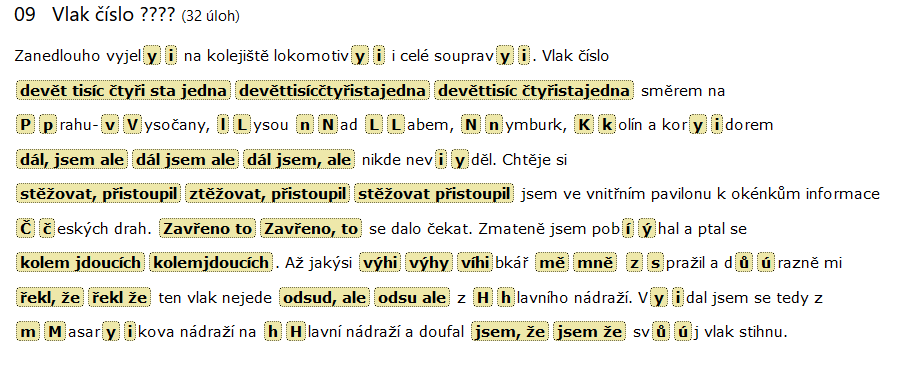 09 Vlak číslo ???? (32 úloh)
Zanedlouho vyjel y i na kolejiště lokomotiv y i i celé souprav y i . Vlak číslo
devět tisíc čtyři sta jedna devěttisícčtyřistajedna devěttisíc čtyřistajedna směrem na
P p rahu- v V ysočany, l L ysou n N ad L L abem, N n ymburk, K k olín a kor y i dorem
dál, jsem ale dál jsem ale dál jsem, ale nikde nev i y děl. Chtěje si
stěžovat, přistoupil ztěžovat, přistoupil stěžovat přistoupil jsem ve vnitřním pavilonu k okénkům informace
Č č eských drah. Zavřeno to Zavřeno, to se dalo čekat. Zmateně jsem pob í ý hal a ptal se
kolem jdoucích kolemjdoucích . Až jakýsi výhi výhy víhi bkář mě mně z s pražil a d ů ú razně mi
řekl, že řekl že ten vlak nejede odsud, ale odsu ale z H h lavního nádraží. V y i dal jsem se tedy z
m M asar y i kova nádraží na h H lavní nádraží a doufal jsem, že jsem že sv ů ú j vlak stihnu.